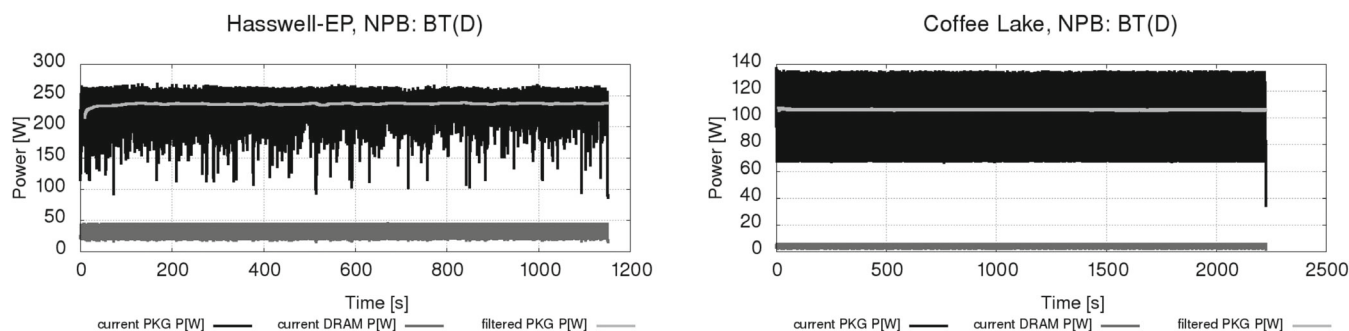 Hasswell-EP, NPB: BT(D)
300
250
200
150
100
50
0
Power [W]
0 200 400 600 800 1000 1200
Time [s]
current PKG P[W] current DRAM P[W] filtered PKG P[W]
Coffee Lake, NPB: BT(D)
140
120
100
80
60
40
20
0
Power [W]
0 500 1000 1500 2000 2500
Time [s]
current PKG P[W] current DRAM P[W] filtered PKG P[W]